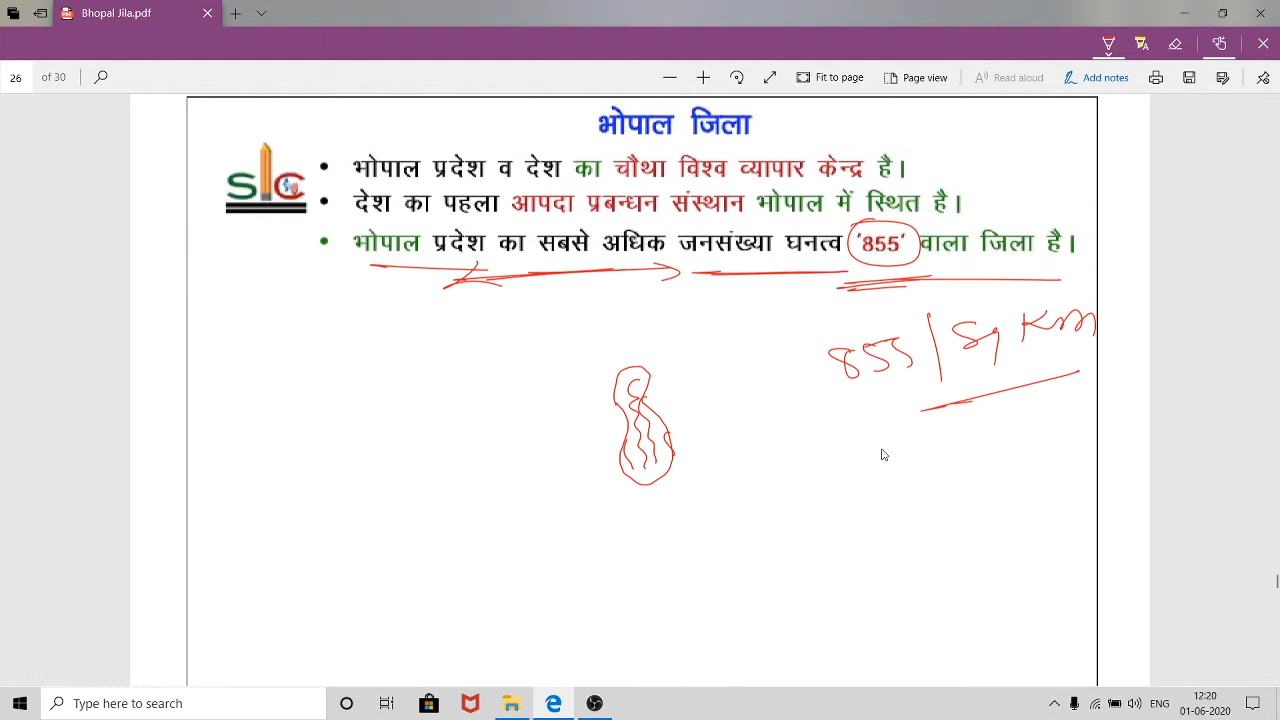 Bhopal Jila.pdf
26 of 30 Fit to page Page view Read aloud Add notes
भोपाल जिला
SIC
• भोपाल प्रदेश व देश का चौथा विश्व व्यापार केन्द्र है।
• देश का पहला आपदा प्रबन्धन संस्थान भोपाल में स्थित है।
• भोपाल प्रदेश का सबसे अधिक जनसंख्या घनत्व '855' वाला जिला है।
855 / Sq Km
Type here to search
12:20
01-06-2020